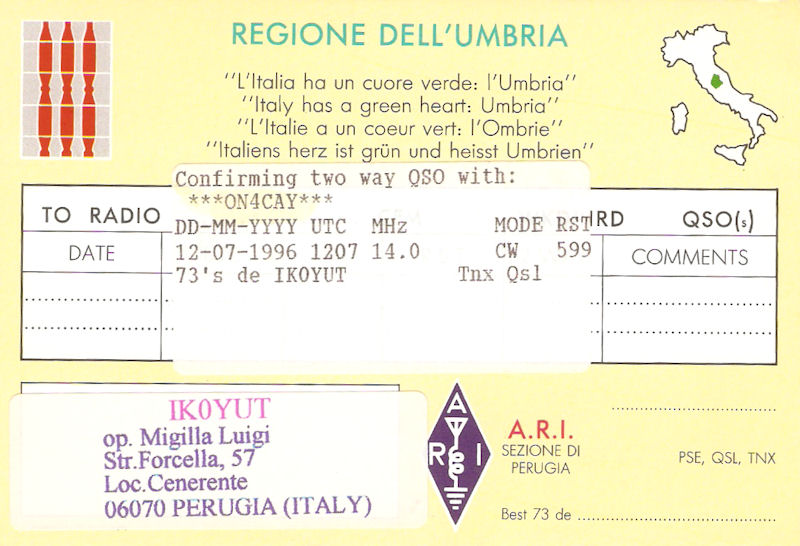 REGIONE DELL'UMBRIA
"L'Italia ha un cuore verde: l'Umbria"
"Italy has a green heart: Umbria"
"L'Italie a un coeur vert: l'Ombrie"
"Italiens herz ist grün und heisst Umbrien"
Confirming two way QSO with:
***ON4CAY***
TO RADIO RD QSO(s)
DD-MM-YYYY UTC MHz MODE RST
DATE COMMENTS
12-07-1996 1207 14.0 CW 599
73's de IK0YUT Tnx Qsl
IK0YUT
op. Migilla Luigi
Str.Forcella, 57
Loc.Cenerente
06070 PERUGIA (ITALY)
A
R I
A.R.I.
SEZIONE DI
PERUGIA
PSE, QSL, TNX
Best 73 de